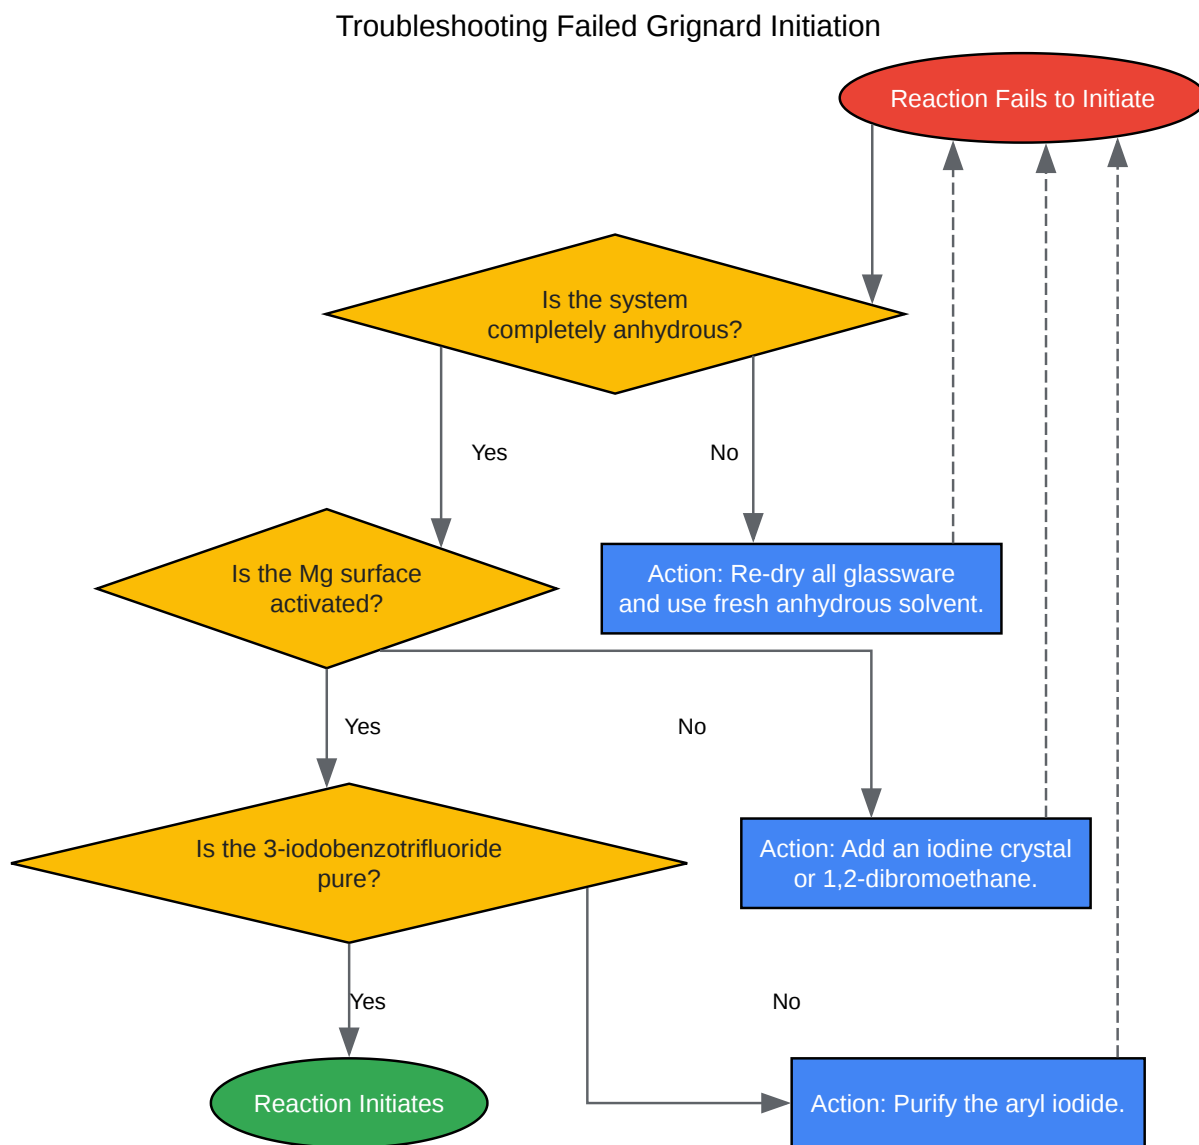 Troubleshooting Failed Grignard Initiation
Reaction Fails to Initiate
Is the system
completely anhydrous?
Yes
No
Is the Mg surface
activated?
Action: Re-dry all glassware
and use fresh anhydrous solvent.
Yes
No
Is the 3-iodobenzotrifluoride
pure?
Action: Add an iodine crystal
or 1,2-dibromoethane.
Yes
No
Reaction Initiates
Action: Purify the aryl iodide.